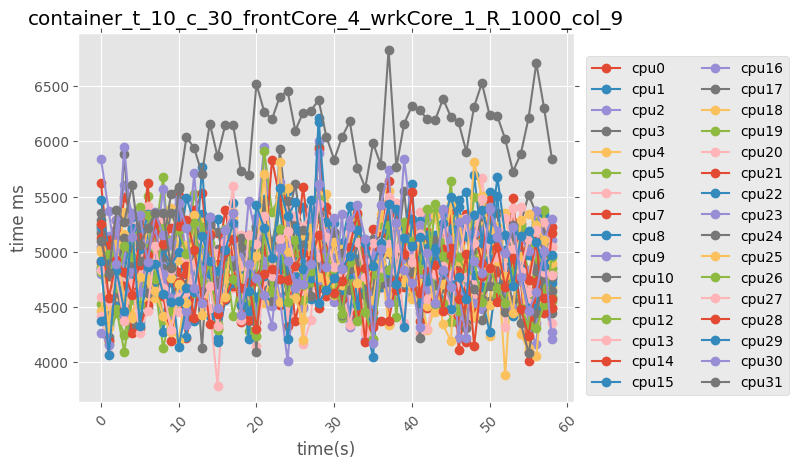 container_t_10_c_30_frontCore_4_wrkCore_1_R_1000_col_9
time ms
6500
6000
5500
5000
4500
4000
0
10
20
30
40
50
60
time(s)
cpu0
cpu1
cpu2
cpu3
cpu4
cpu5
cpu6
cpu7
cpu8
cpu9
cpu10
cpu11
cpu12
cpu13
cpu14
cpu15
cpu16
cpu17
cpu18
cpu19
cpu20
cpu21
cpu22
cpu23
cpu24
cpu25
cpu26
cpu27
cpu28
cpu29
cpu30
cpu31